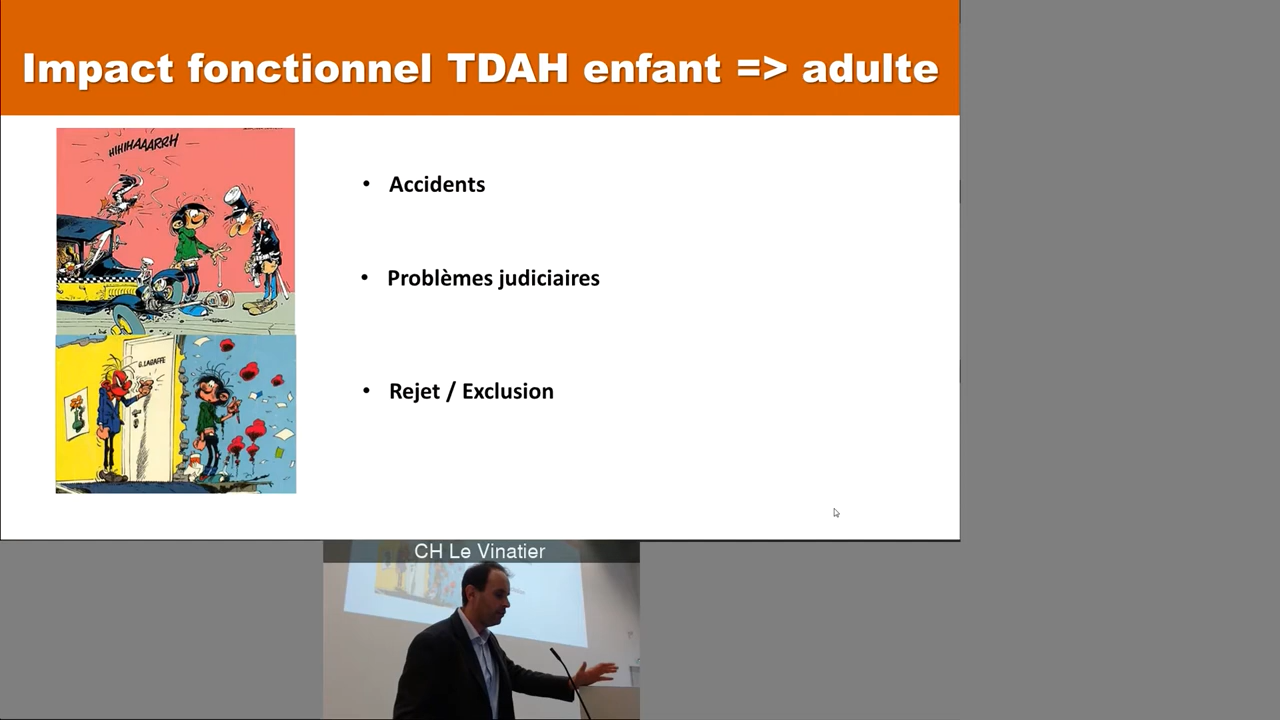 Impact fonctionnel TDAH enfant => adulte
HIHIHAAARRH
• Accidents
• Problèmes judiciaires
G.LAGAFFE
• Rejet / Exclusion
CH Le Vinatier